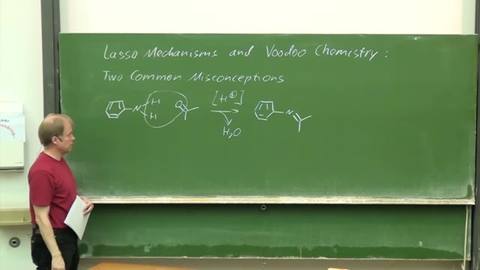 Lasso Mechanisms and Voodoo Chemistry:
Two Common Misconceptions
N H H O [H⊕] N
H₂O